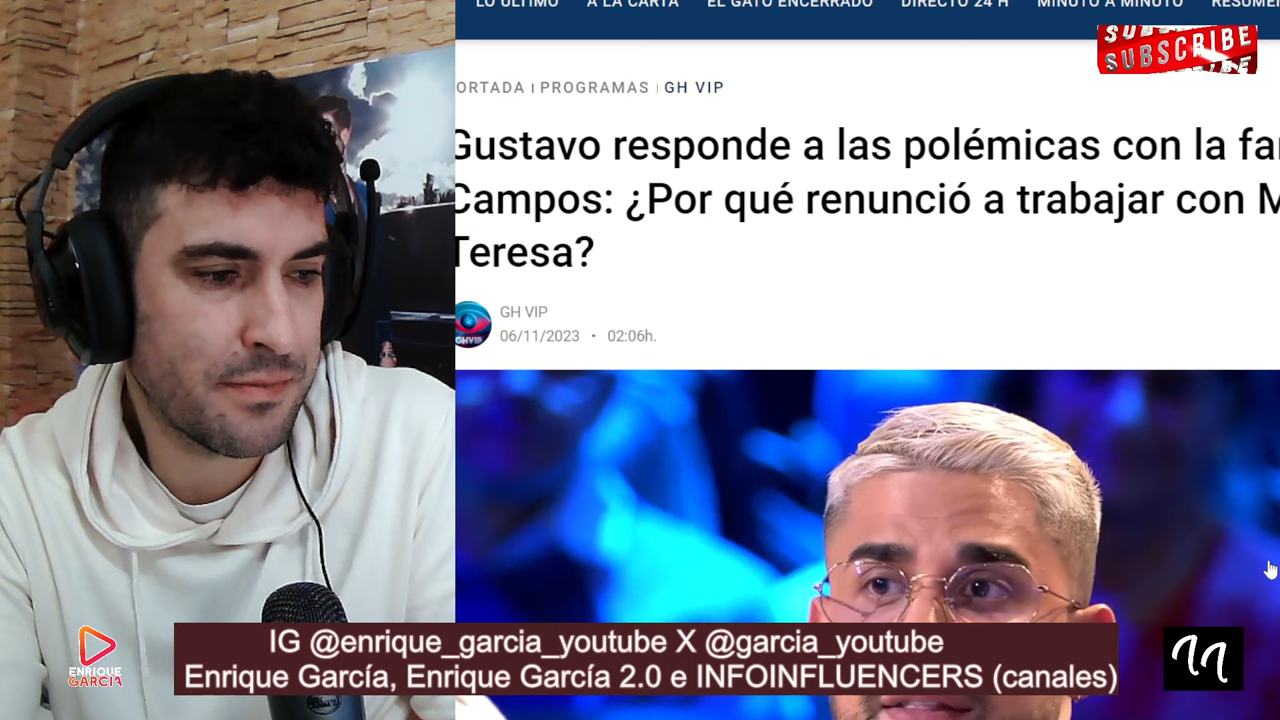 LO ÚLTIMO A LA CARTA EL GATO ENCERRADO DIRECTO 24 H MINUTO A MINUTO
SUBSCRIBE
ORTADA | PROGRAMAS | GH VIP
Gustavo responde a las polémicas con la
Campos: ¿Por qué renunció a trabajar con
Teresa?
GH VIP
06/11/2023 · 02:06h.
GHVIP
IG @enrique_garcia_youtube X @garcia_youtube
Enrique García, Enrique García 2.0 e INFOINFLUENCERS (canales)
ENRIQUE
GARCÍA